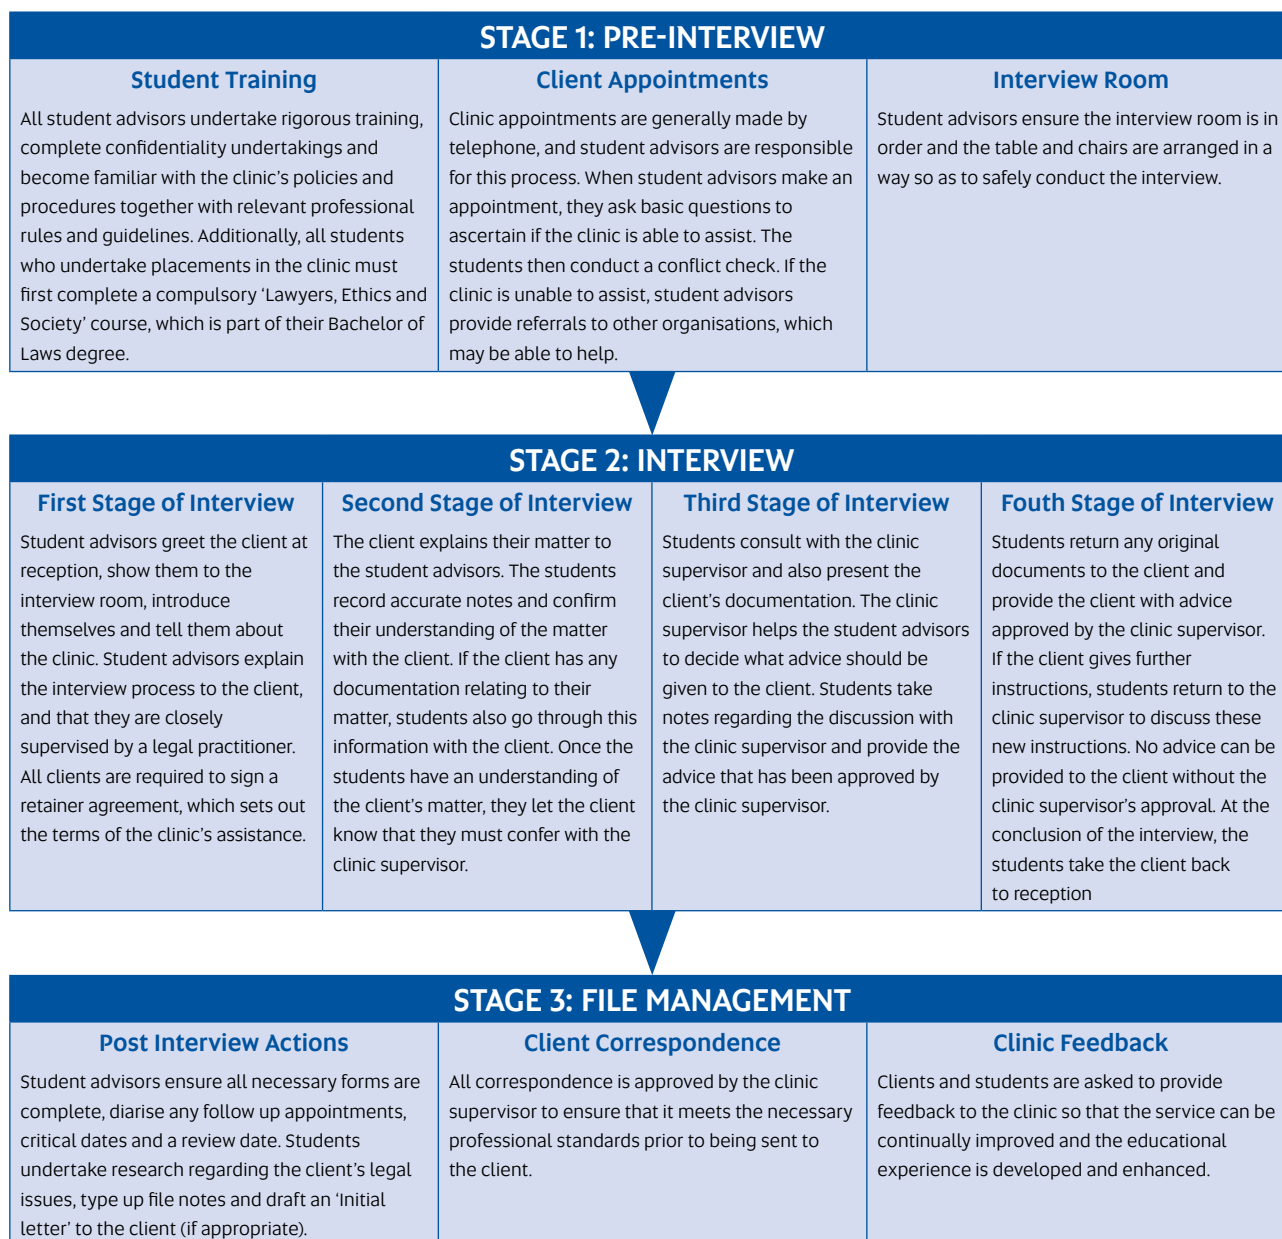 STAGE 1: PRE-INTERVIEW
Student Training
All student advisors undertake rigorous training,
complete confidentiality undertakings and
become familiar with the clinic's policies and
procedures together with relevant professional
rules and guidelines. Additionally, all students
who undertake placements in the clinic must
first complete a compulsory ‘Lawyers, Ethics and
Society’ course, which is part of their Bachelor of
Laws degree.
Client Appointments
Clinic appointments are generally made by
telephone, and student advisors are responsible
for this process. When student advisors make an
appointment, they ask basic questions to
ascertain if the clinic is able to assist. The
students then conduct a conflict check. If the
clinic is unable to assist, student advisors
provide referrals to other organisations, which
may be able to help.
Interview Room
Student advisors ensure the interview room is in
order and the table and chairs are arranged in a
way so as to safely conduct the interview.
STAGE 2: INTERVIEW
First Stage of Interview
Student advisors greet the client at
reception, show them to the
interview room, introduce
themselves and tell them about
the clinic. Student advisors explain
the interview process to the client,
and that they are closely
supervised by a legal practitioner.
All clients are required to sign a
retainer agreement, which sets out
the terms of the clinic's assistance.
Second Stage of Interview
The client explains their matter to
the student advisors. The students
record accurate notes and confirm
their understanding of the matter
with the client. If the client has any
documentation relating to their
matter, students also go through this
information with the client. Once the
students have an understanding of
the client's matter, they let the client
know that they must confer with the
clinic supervisor.
Third Stage of Interview
Students consult with the clinic
supervisor and also present the
client's documentation. The clinic
supervisor helps the student advisors
to decide what advice should be
given to the client. Students take
notes regarding the discussion with
the clinic supervisor and provide the
advice that has been approved by
the clinic supervisor.
Fouth Stage of Interview
Students return any original
documents to the client and
provide the client with advice
approved by the clinic supervisor.
If the client gives further
instructions, students return to the
clinic supervisor to discuss these
new instructions. No advice can be
provided to the client without the
clinic supervisor's approval. At the
conclusion of the interview, the
students take the client back
to reception
STAGE 3: FILE MANAGEMENT
Post Interview Actions
Student advisors ensure all necessary forms are
complete, diarise any follow up appointments,
critical dates and a review date. Students
undertake research regarding the client's legal
issues, type up file notes and draft an ‘Initial
letter’ to the client (if appropriate).
Client Correspondence
All correspondence is approved by the clinic
supervisor to ensure that it meets the necessary
professional standards prior to being sent to
the client.
Clinic Feedback
Clients and students are asked to provide
feedback to the clinic so that the service can be
continually improved and the educational
experience is developed and enhanced.